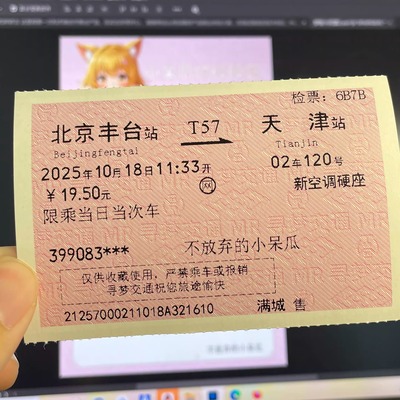 检票：6B7B
北京丰台站 T57 天津站
Beijingfengtai Tianjin
2025年10月18日11:33开 02车120号
￥19.50元 网 新空调硬座
限乘当日当次车
399083*** 不放弃的小呆瓜
仅供收藏使用，严禁乘车或报销
寻梦交通祝您旅途愉快
21257000211018A321610 满城 售